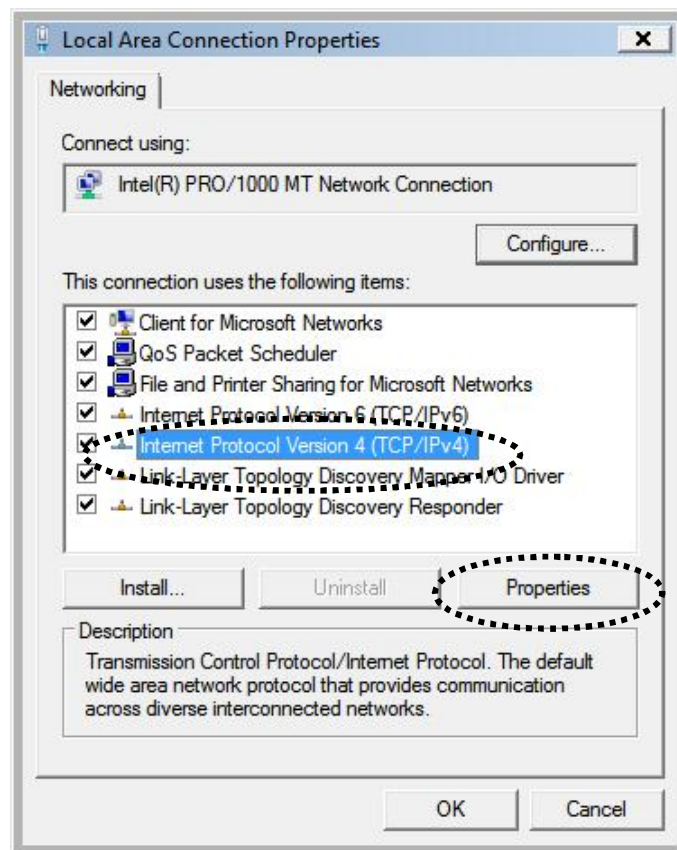 Local Area Connection Properties
Networking
Connect using:
Intel(R) PRO/1000 MT Network Connection
Configure...
This connection uses the following items:
Client for Microsoft Networks
QoS Packet Scheduler
File and Printer Sharing for Microsoft Networks
Internet Protocol Version 6 (TCP/IPv6)
Internet Protocol Version 4 (TCP/IPv4)
Link-Layer Topology Discovery Mapper I/O Driver
Link-Layer Topology Discovery Responder
Install... Uninstall Properties
Description
Transmission Control Protocol/Internet Protocol. The default
wide area network protocol that provides communication
across diverse interconnected networks.
OK Cancel